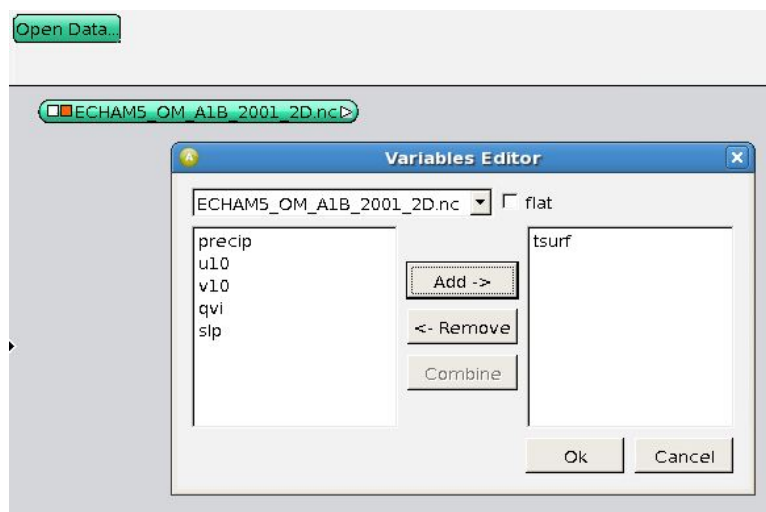 Open Data...
ECHAM5_OM_A1B_2001_2D.nc
Variables Editor
ECHAM5_OM_A1B_2001_2D.nc
flat
precip
u10
v10
qvi
slp
Add ->
<- Remove
Combine
tsurf
Ok
Cancel